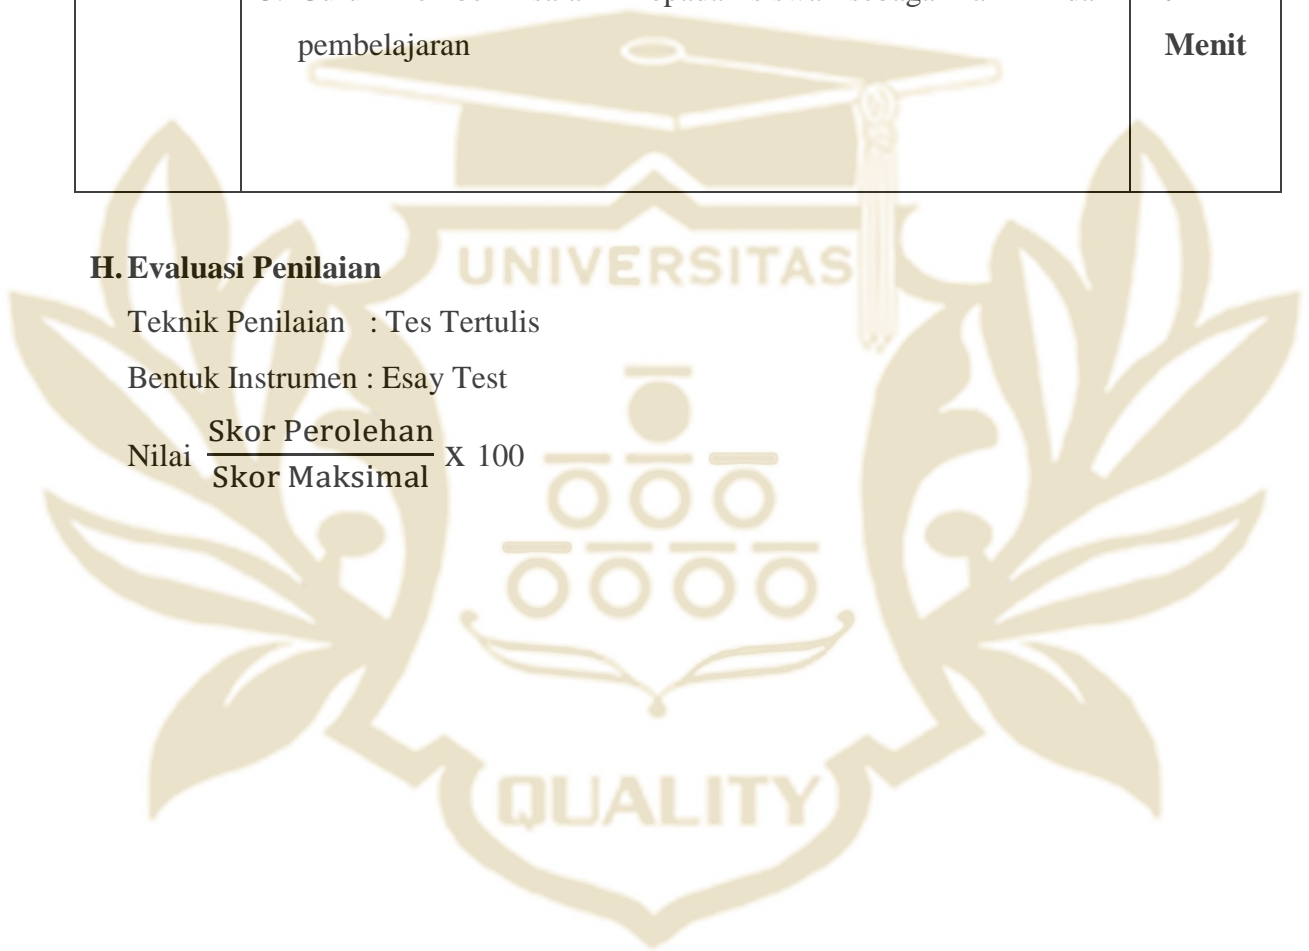 pembelajaran
Menit
H. Evaluasi Penilaian
UNIVERSITAS
Teknik Penilaian : Tes Tertulis
Bentuk Instrumen : Esay Test
Nilai Skor Perolehan
Skor Maksimal X 100
QUALITY